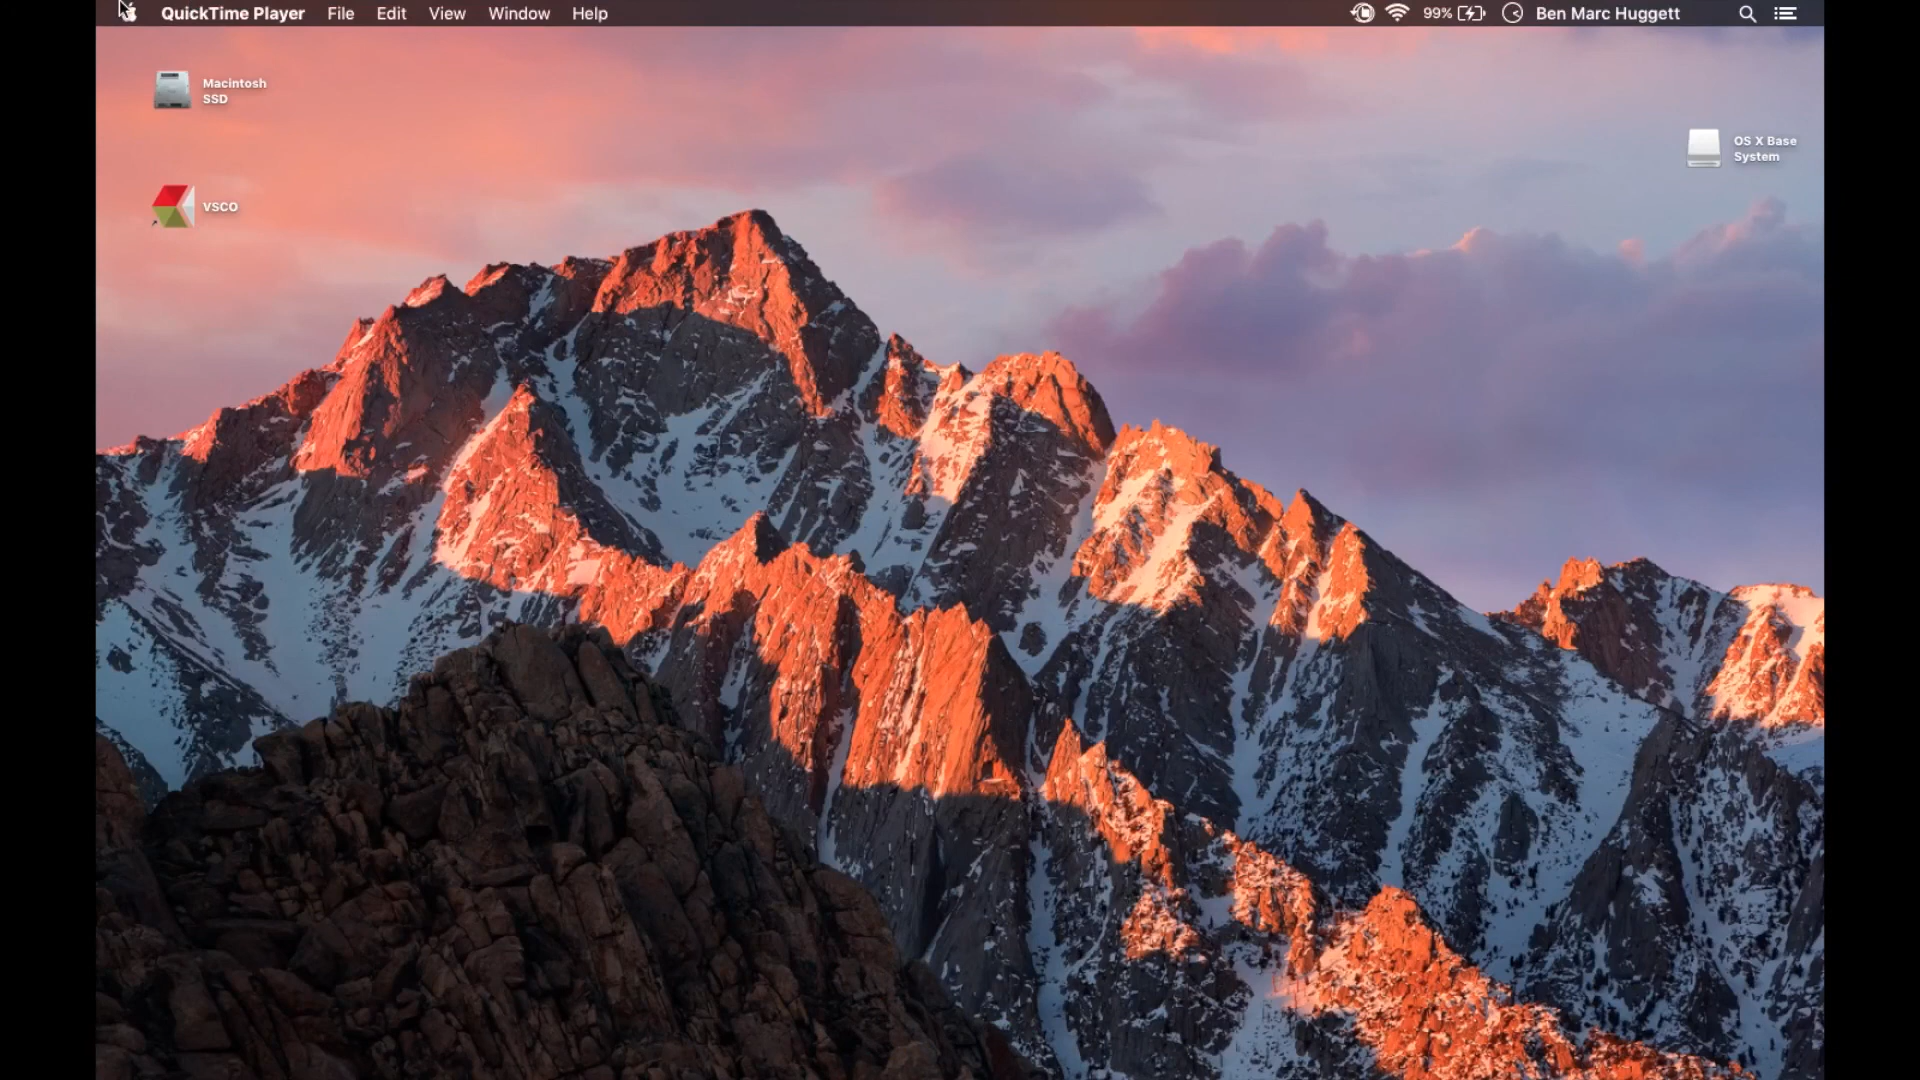 QuickTime Player File Edit View Window Help 99% Ben Marc Huggett
Macintosh
SSD
OS X Base
System
VSCO